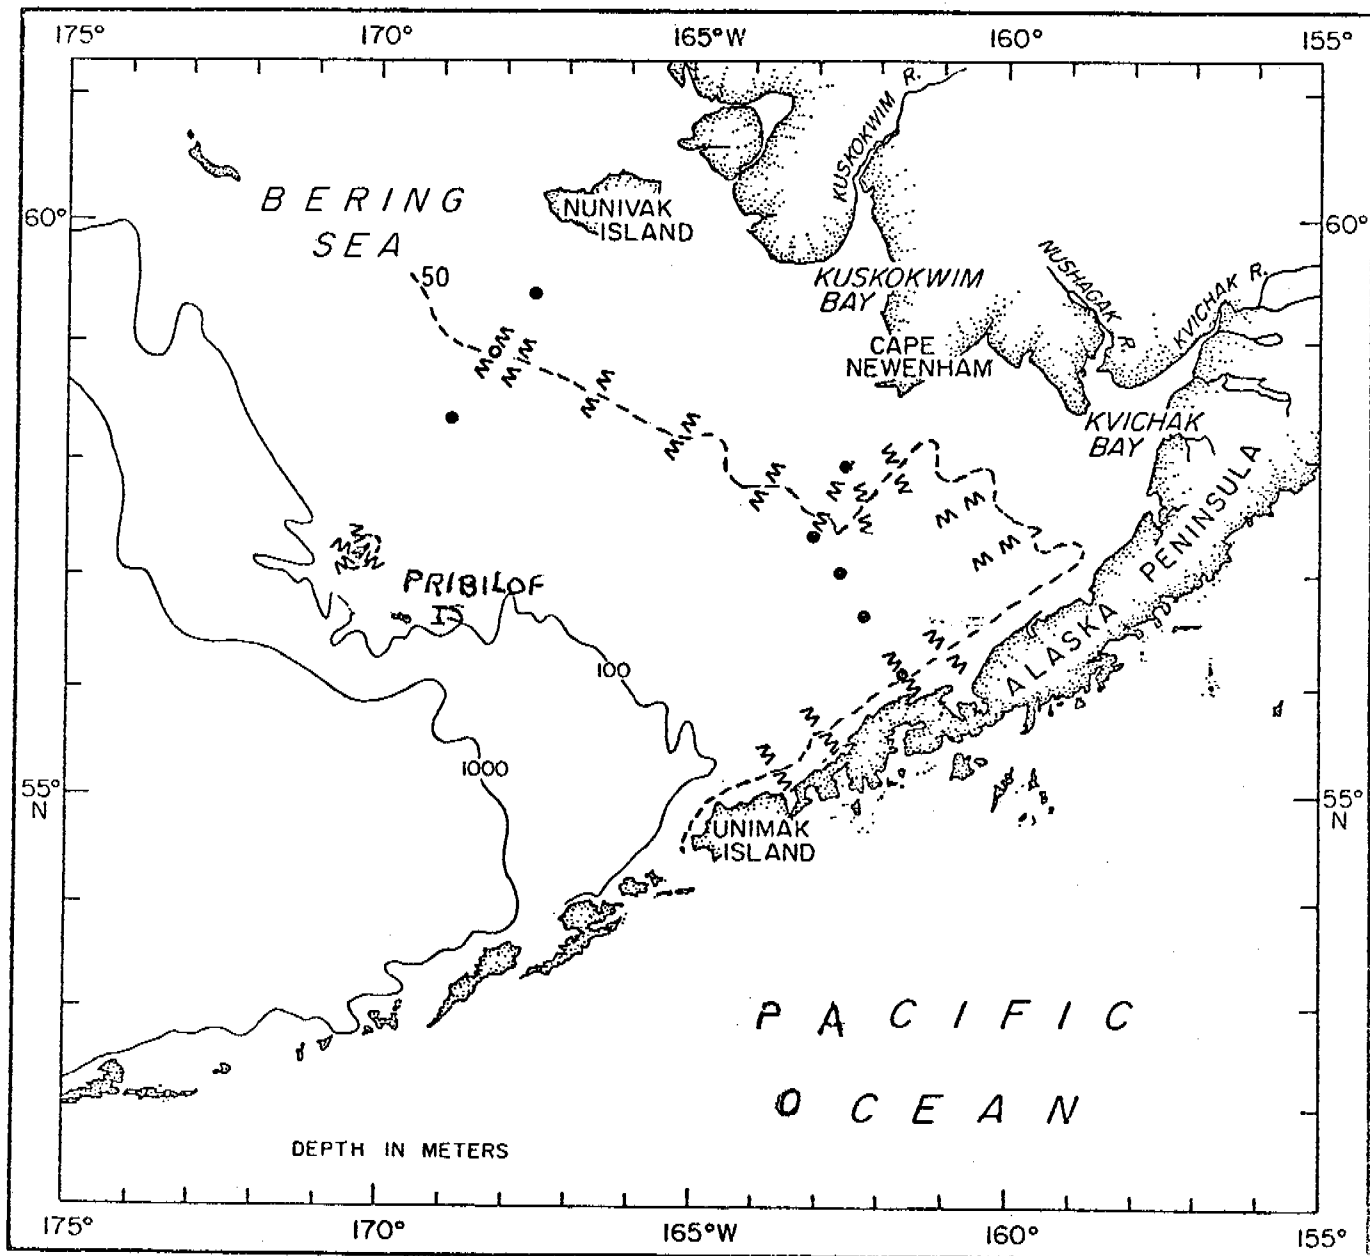 175° 170° 165°W 160° 155°
KUSKOKWIM R.
BERING
SEA
NUNIVAK
ISLAND
60°
60°
50
KUSKOKWIM
BAY
NUSHAGAK R.
KVICHAK R.
CAPE
NEWENHAM
KVICHAK
BAY
PRIBILOF
IS
ALASKA PENINSULA
100
1000
55°
N
55°
N
UNIMAK
ISLAND
PACIFIC
OCEAN
DEPTH IN METERS
175° 170° 165°W 160° 155°